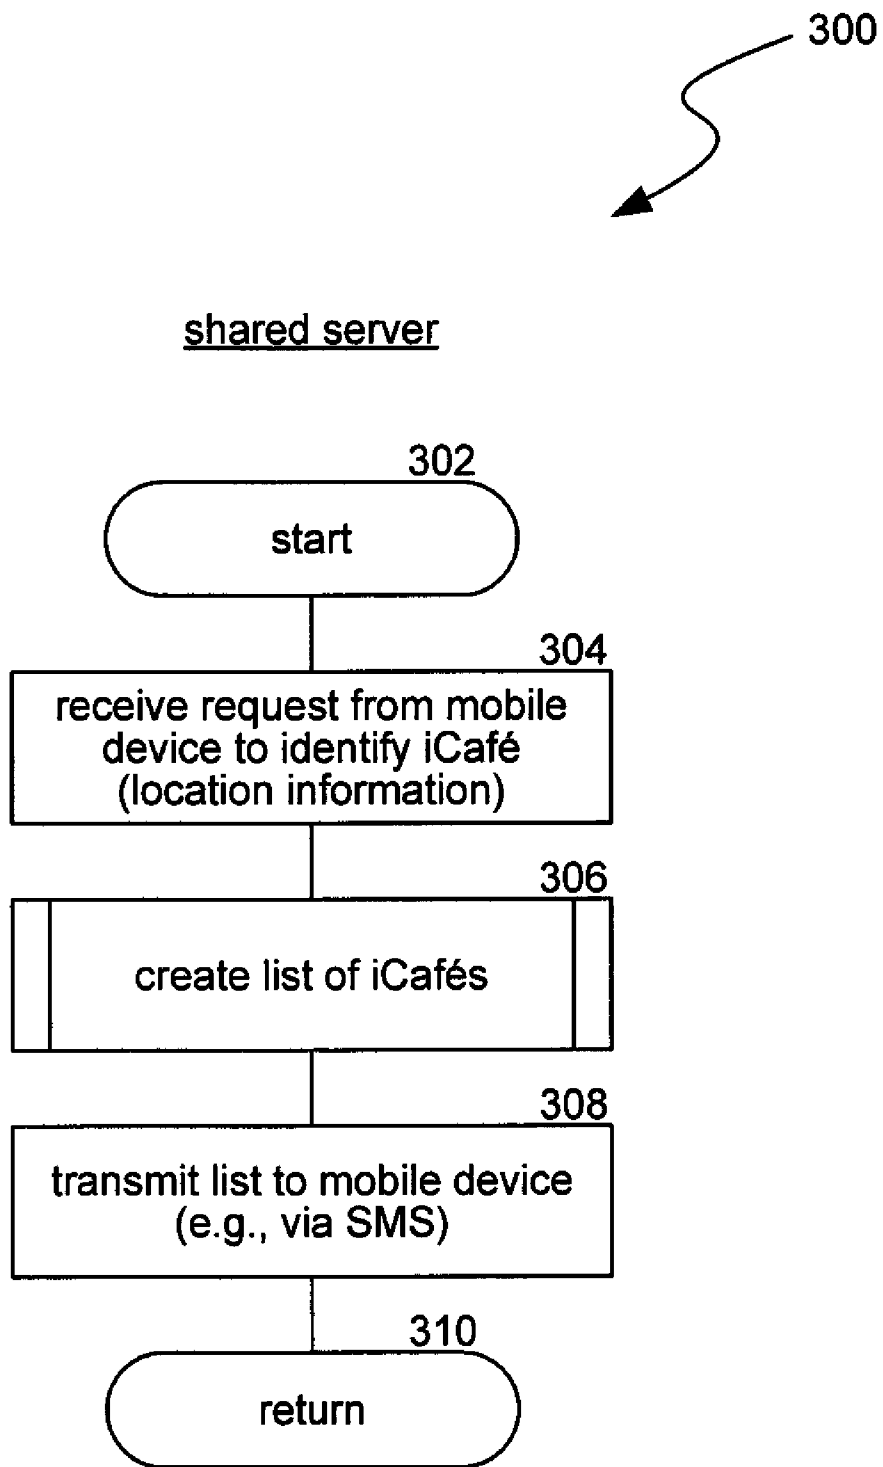 300
shared server
302
start
304
receive request from mobile
device to identify iCafé
(location information)
306
create list of iCafés
308
transmit list to mobile device
(e.g., via SMS)
310
return